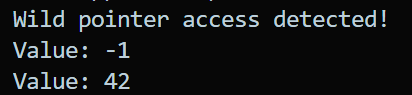 Wild pointer access detected!
Value: -1
Value: 42